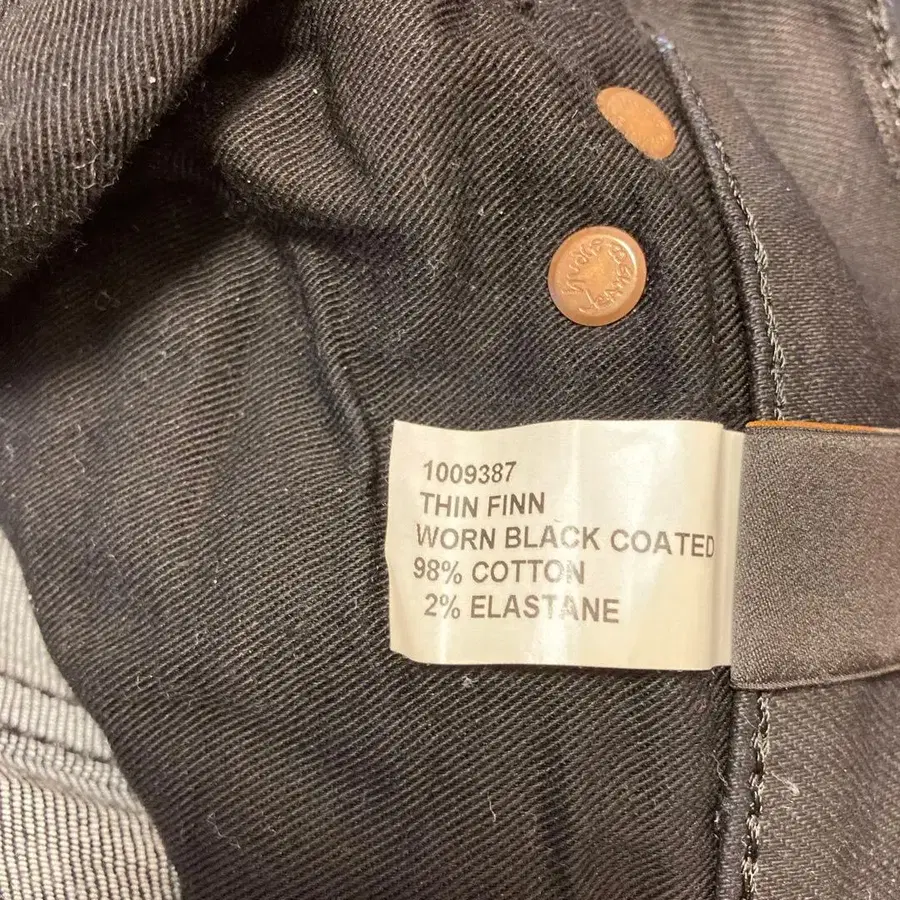 1009387
THIN FINN
WORN BLACK COATED
98% COTTON
2% ELASTANE